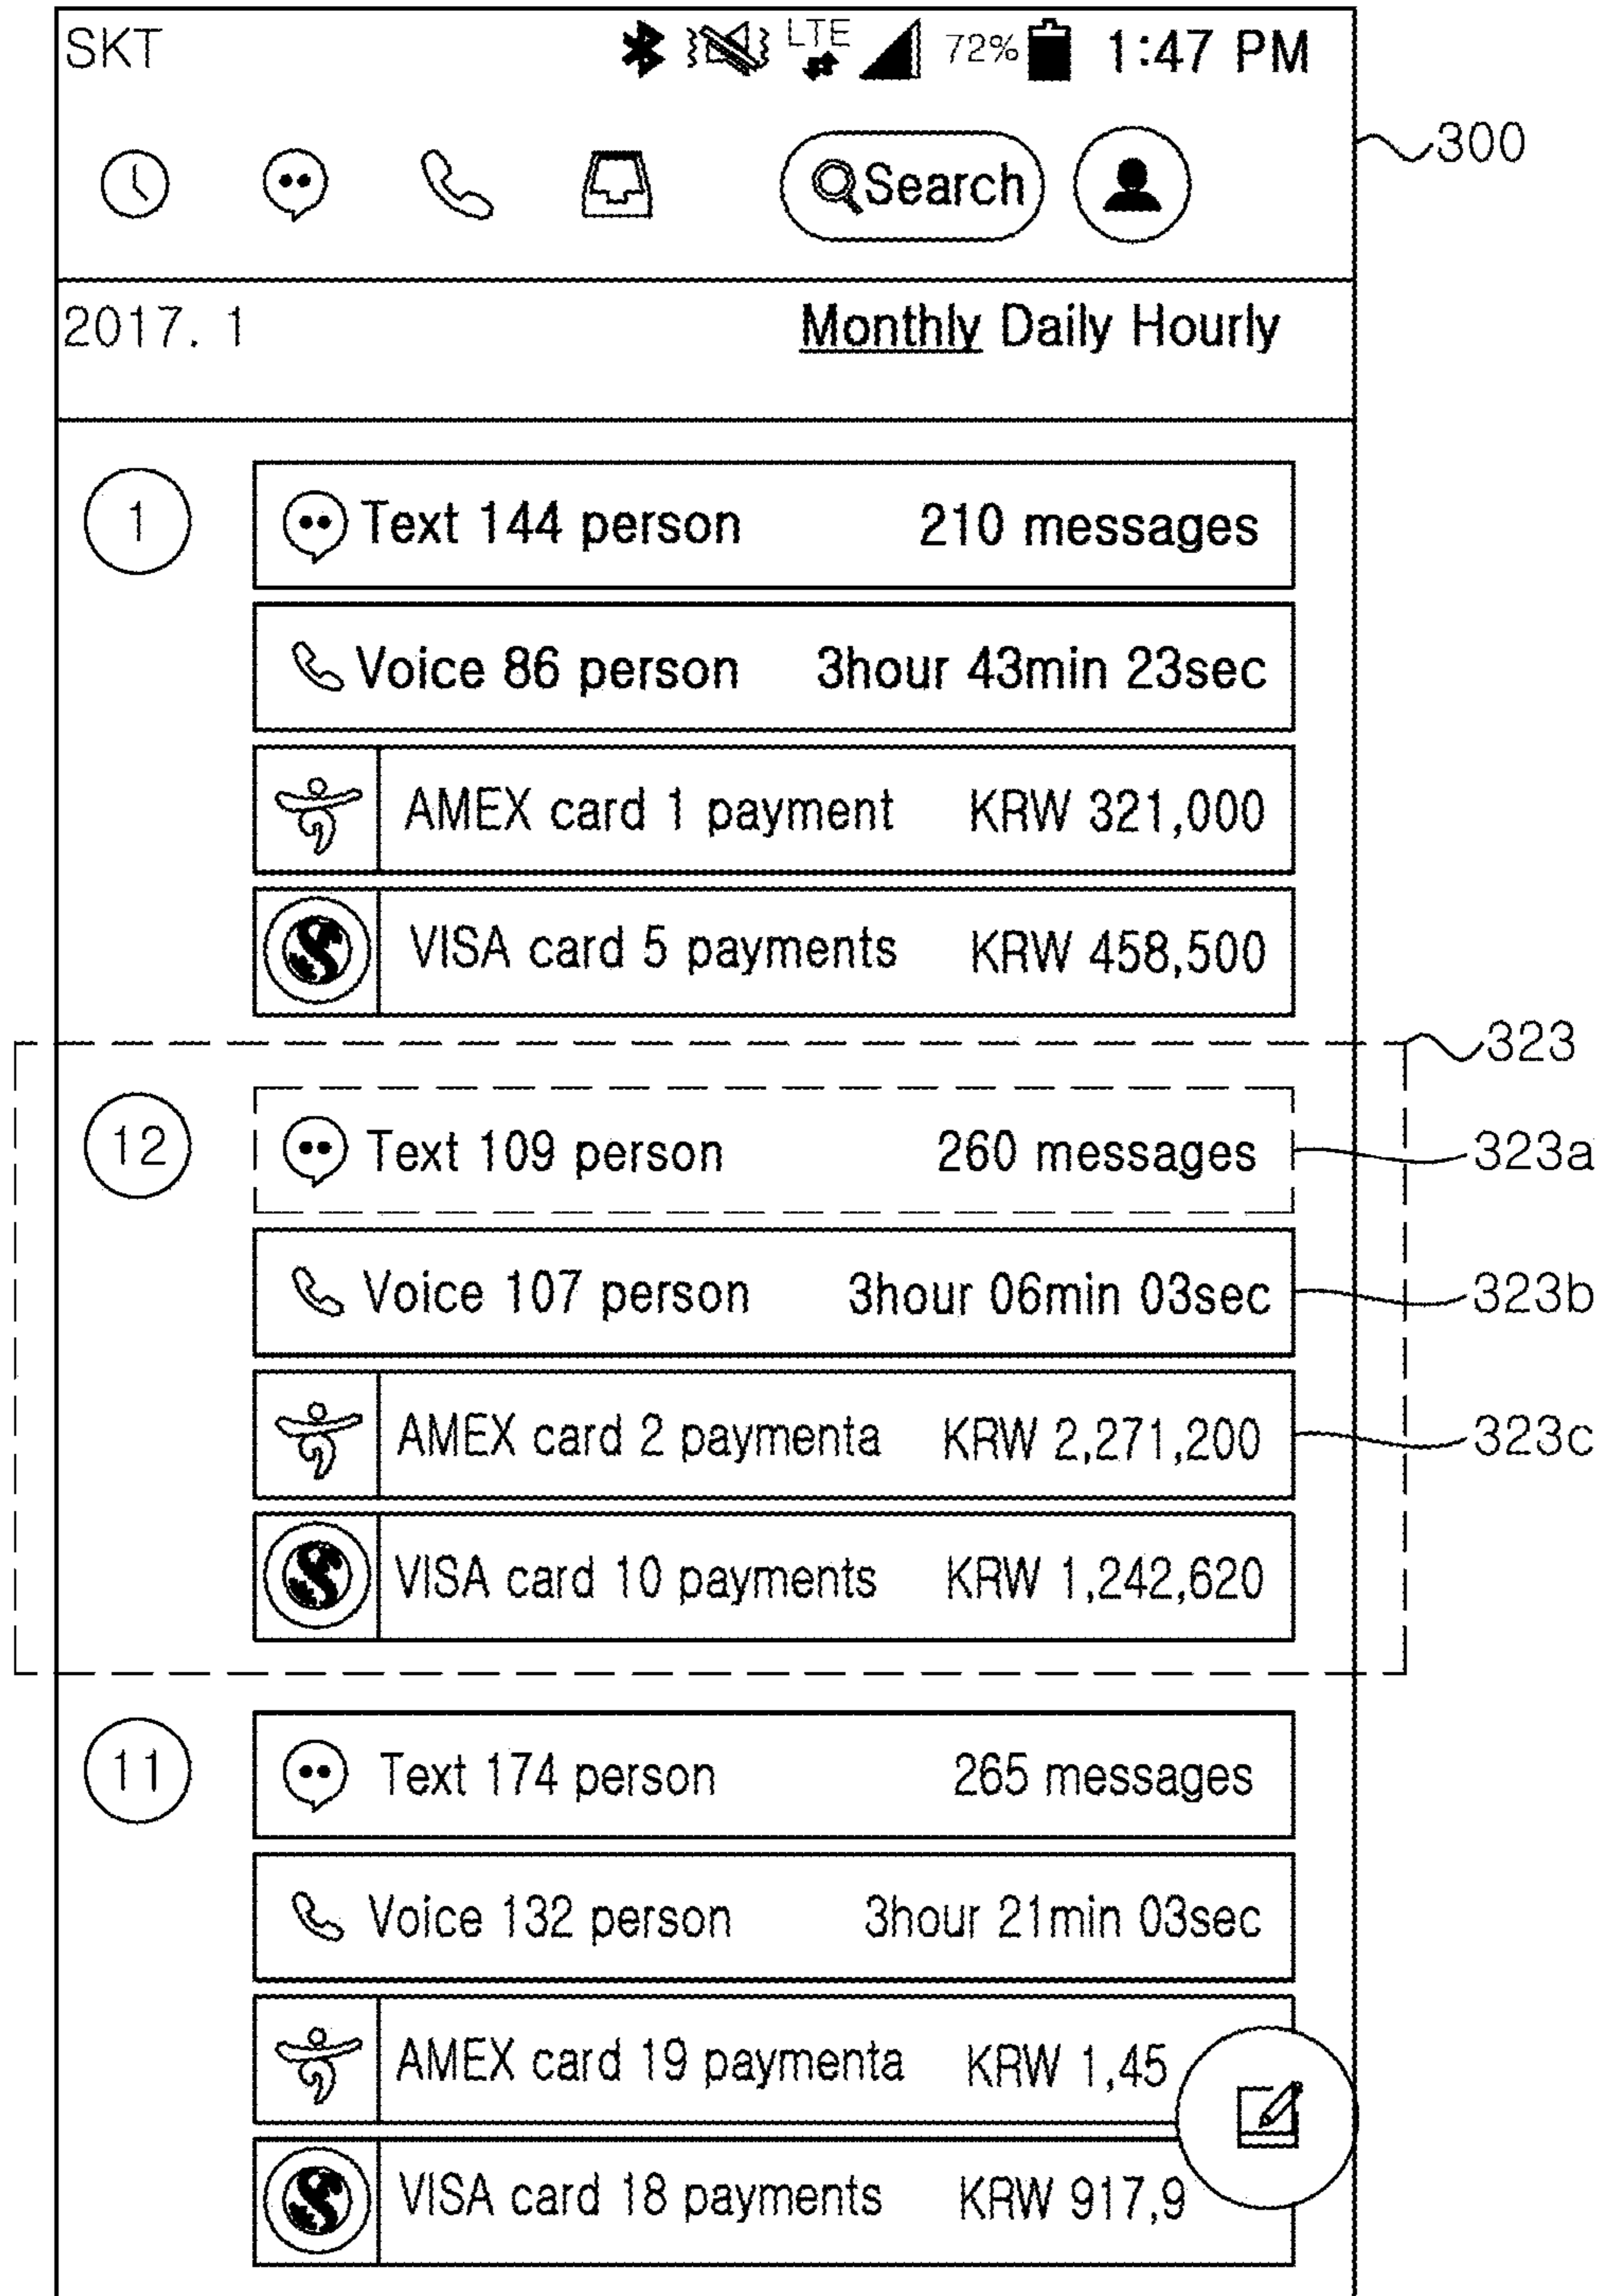 SKT LTE 72% 1:47 PM
300
Search
2017. 1 Monthly Daily Hourly
1 Text 144 person 210 messages
Voice 86 person 3hour 43min 23sec
AMEX card 1 payment KRW 321,000
VISA card 5 payments KRW 458,500
323
12 Text 109 person 260 messages 323a
Voice 107 person 3hour 06min 03sec 323b
AMEX card 2 paymenta KRW 2,271,200 323c
VISA card 10 payments KRW 1,242,620
11 Text 174 person 265 messages
Voice 132 person 3hour 21min 03sec
AMEX card 19 paymenta KRW 1,45
VISA card 18 payments KRW 917,9